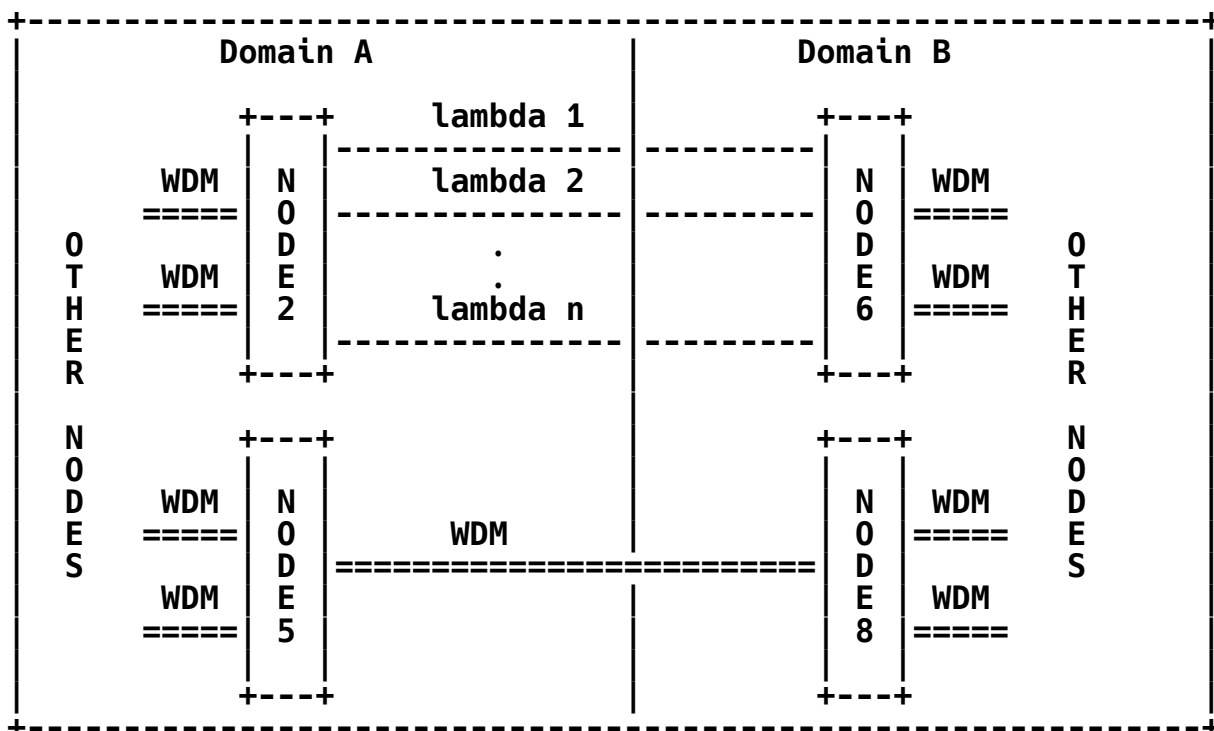 Domain A Domain B
lambda 1
WDM N lambda 2 N WDM
O O
O D . D O
T WDM E . E WDM T
H 2 lambda n 6 H
E E
R R
N N
O O
D WDM N N WDM D
E O WDM O E
S D D S
WDM E E WDM
5 8